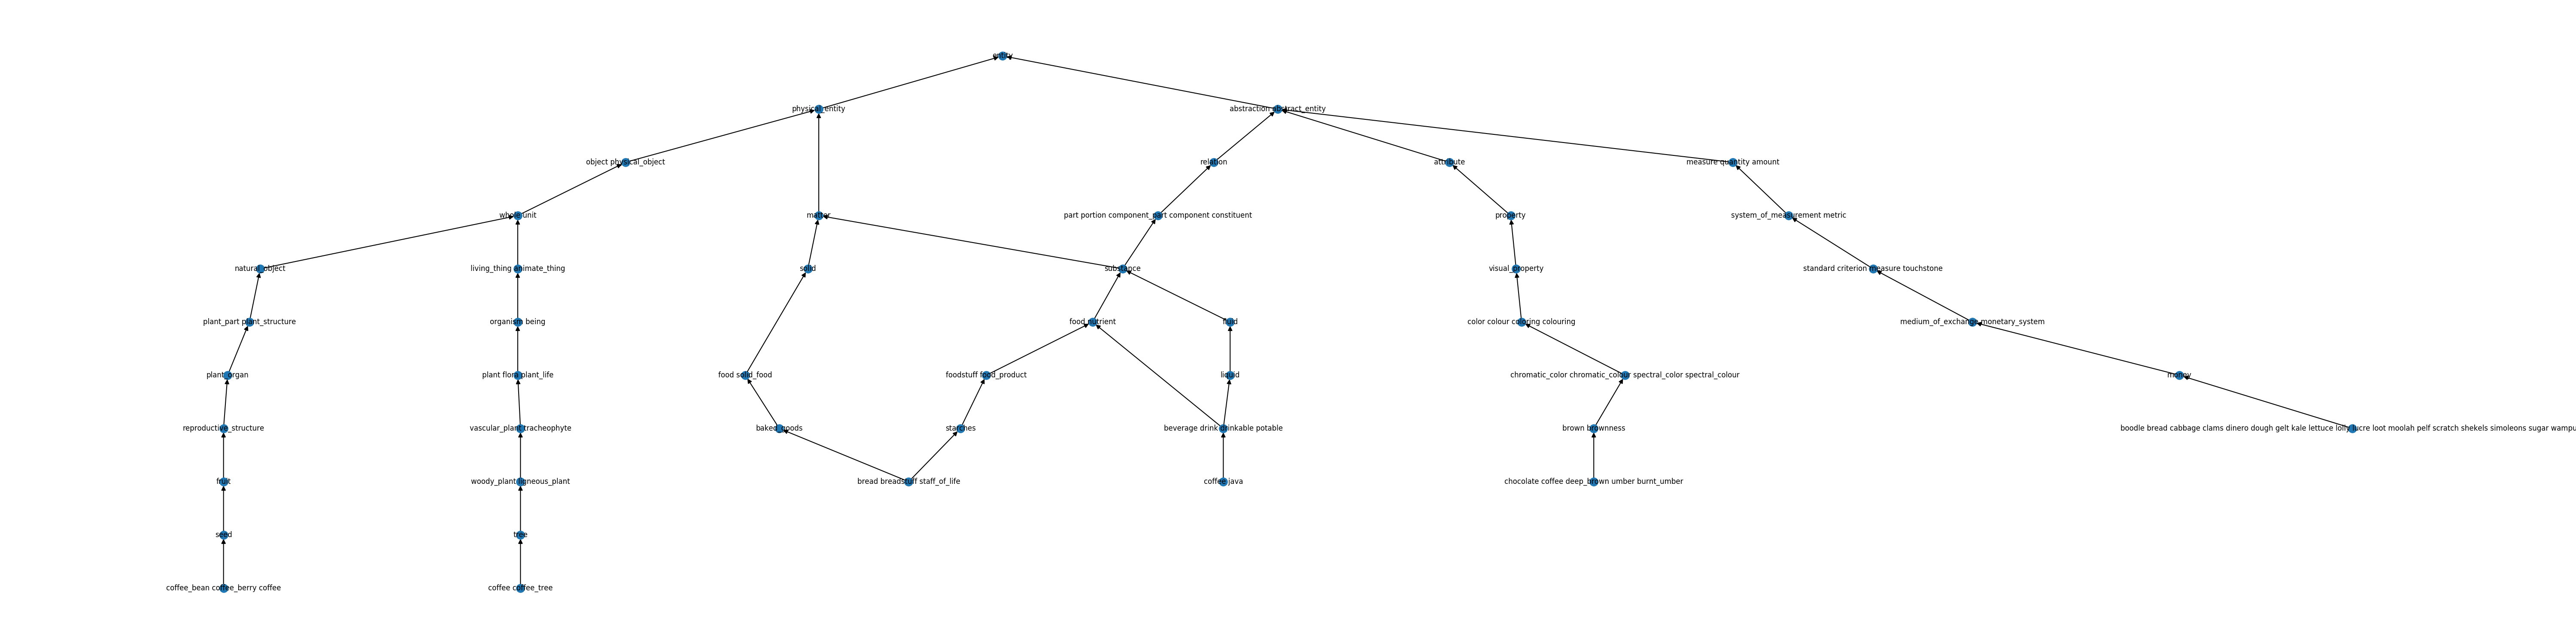 entity
physical_entity
abstraction abstract_entity
object physical_object
relation
attribute
measure quantity amount
whole unit
matter
part portion component_part component constituent
property
system_of_measurement metric
natural_object
living_thing animate_thing
solid
substance
visual_property
standard criterion measure touchstone
plant_part plant_structure
organism being
food nutrient
fluid
color colour coloring colouring
medium_of_exchange monetary_system
plant_organ
plant flora plant_life
food solid_food
foodstuff food_product
liquid
chromatic_color chromatic_colour spectral_color spectral_colour
money
reproductive_structure
vascular_plant tracheophyte
baked_goods
starches
beverage drink drinkable potable
brown brownness
boodle bread cabbage clams dinero dough gelt kale lettuce lolly lucre loot moolah pelf scratch shekels simoleons sugar wampu
fruit
woody_plant ligneous_plant
bread breadstuff staff_of_life
coffee java
chocolate coffee deep_brown umber burnt_umber
seed
tree
coffee_bean coffee_berry coffee
coffee coffee_tree